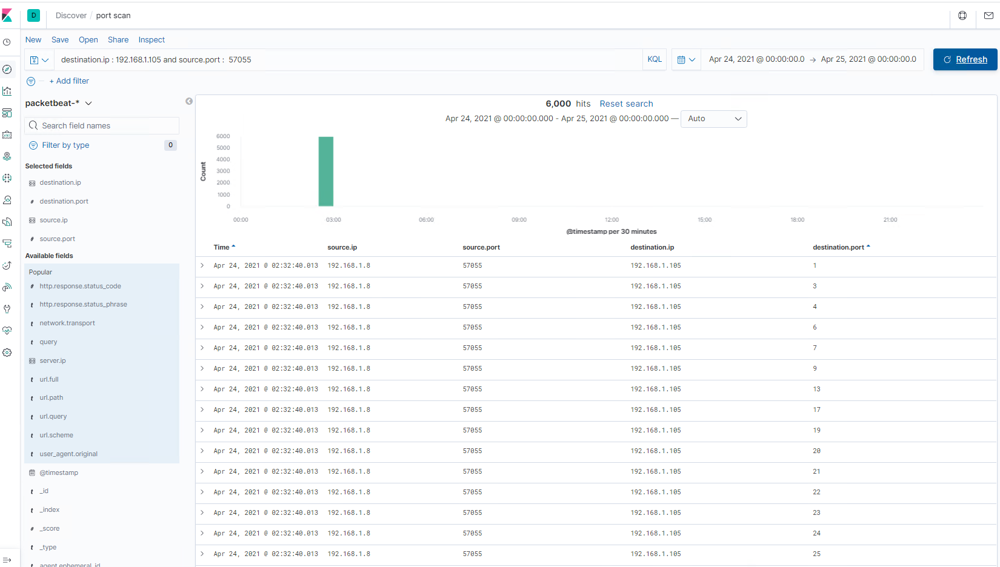 D Discover / port scan
New Save Open Share Inspect
destination.ip : 192.168.1.105 and source.port : 57055 KQL Apr 24, 2021 @ 00:00:00.0 → Apr 25, 2021 @ 00:00:00.0 Refresh
+ Add filter
packetbeat-*
Search field names
Filter by type 0
Selected fields
destination.ip
# destination.port
source.ip
# source.port
Available fields
Popular
# http.response.status_code
t http.response.status_phrase
t network.transport
t query
server.ip
t url.full
t url.path
t url.query
t url.scheme
t user_agent.original
@timestamp
t _id
t _index
# _score
t _type
t agent.ephemeral_id
6,000 hits Reset search
Apr 24, 2021 @ 00:00:00.000 - Apr 25, 2021 @ 00:00:00.000 — Auto
Count
6000
5000
4000
3000
2000
1000
0
00:00 03:00 06:00 09:00 12:00 15:00 18:00 21:00
@timestamp per 30 minutes
Time source.ip source.port destination.ip destination.port
Apr 24, 2021 @ 02:32:40.013 192.168.1.8 57055 192.168.1.105 1
Apr 24, 2021 @ 02:32:40.013 192.168.1.8 57055 192.168.1.105 3
Apr 24, 2021 @ 02:32:40.013 192.168.1.8 57055 192.168.1.105 4
Apr 24, 2021 @ 02:32:40.013 192.168.1.8 57055 192.168.1.105 6
Apr 24, 2021 @ 02:32:40.013 192.168.1.8 57055 192.168.1.105 7
Apr 24, 2021 @ 02:32:40.013 192.168.1.8 57055 192.168.1.105 9
Apr 24, 2021 @ 02:32:40.013 192.168.1.8 57055 192.168.1.105 13
Apr 24, 2021 @ 02:32:40.013 192.168.1.8 57055 192.168.1.105 17
Apr 24, 2021 @ 02:32:40.013 192.168.1.8 57055 192.168.1.105 19
Apr 24, 2021 @ 02:32:40.013 192.168.1.8 57055 192.168.1.105 20
Apr 24, 2021 @ 02:32:40.013 192.168.1.8 57055 192.168.1.105 21
Apr 24, 2021 @ 02:32:40.013 192.168.1.8 57055 192.168.1.105 22
Apr 24, 2021 @ 02:32:40.013 192.168.1.8 57055 192.168.1.105 23
Apr 24, 2021 @ 02:32:40.013 192.168.1.8 57055 192.168.1.105 24
Apr 24, 2021 @ 02:32:40.013 192.168.1.8 57055 192.168.1.105 25